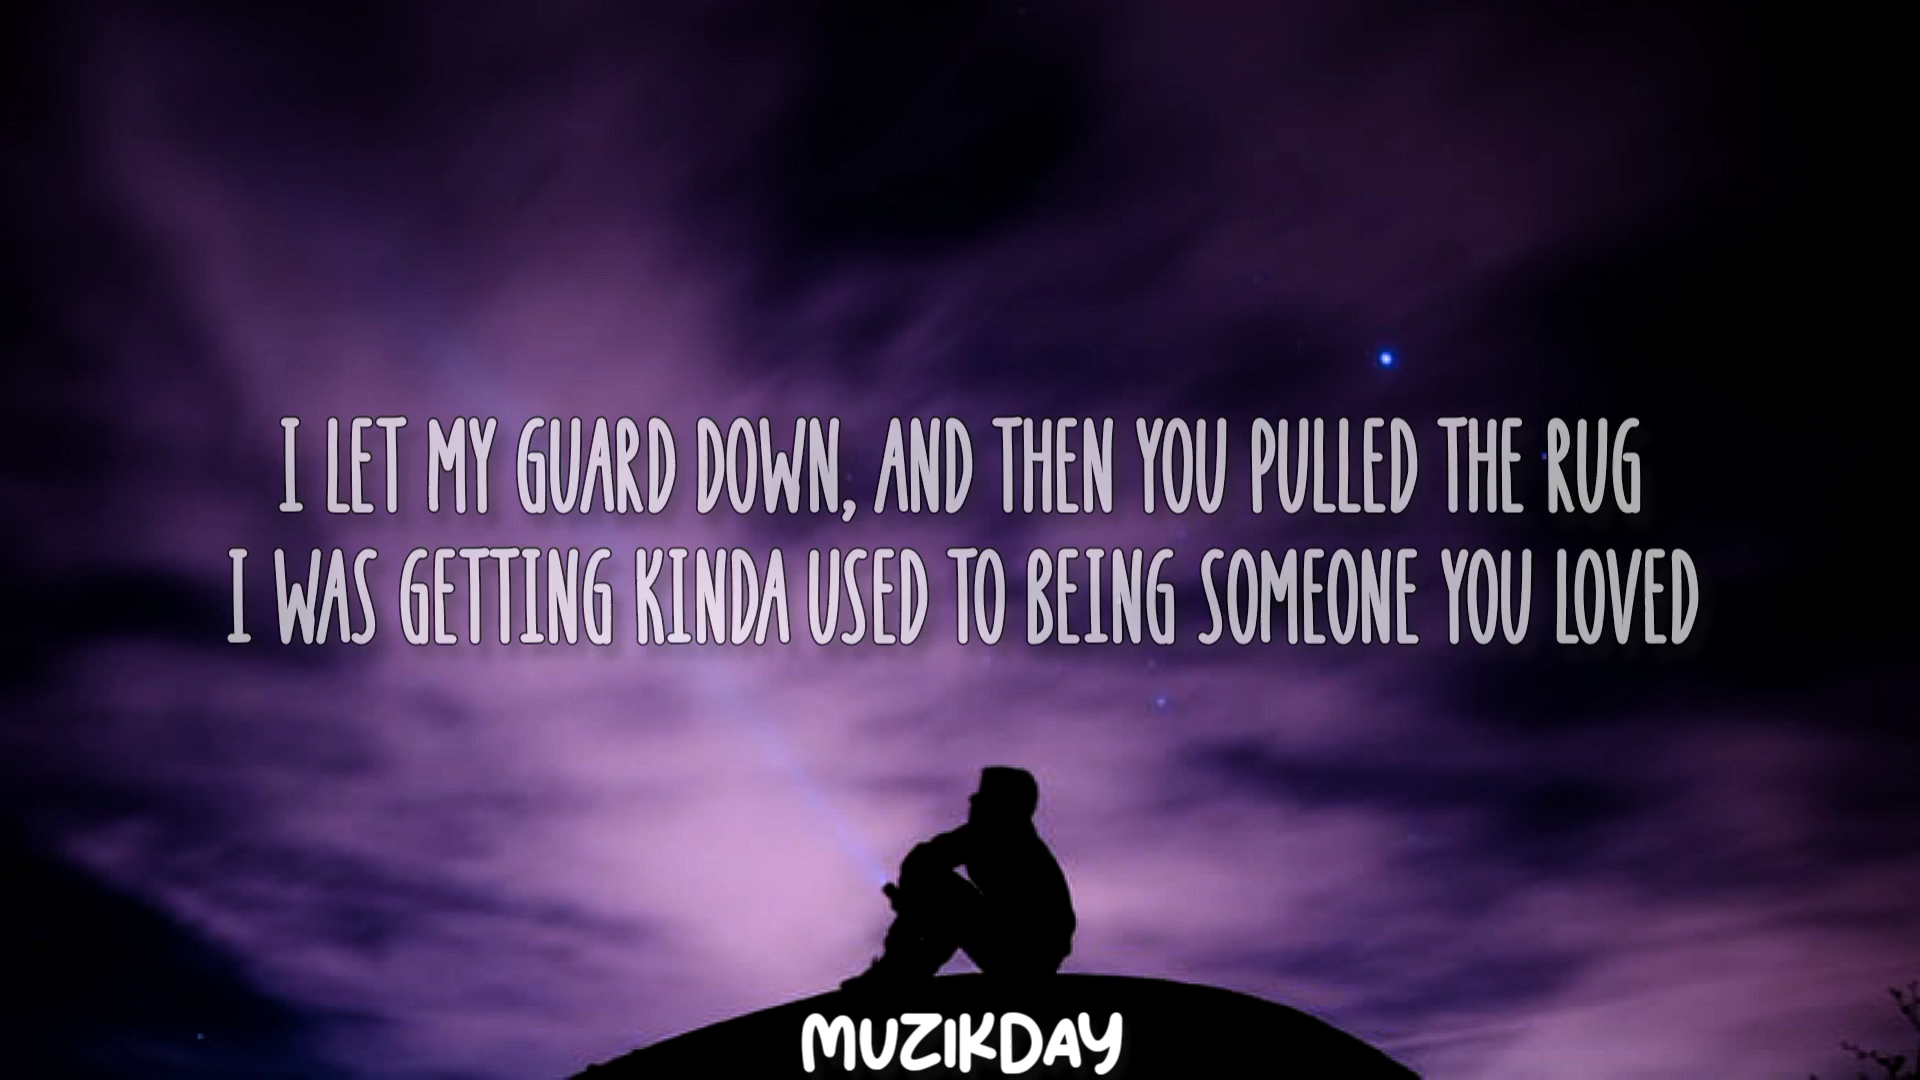 I LET MY GUARD DOWN, AND THEN YOU PULLED THE RUG
I WAS GETTING KINDA USED TO BEING SOMEONE YOU LOVED
MUZIKDAY